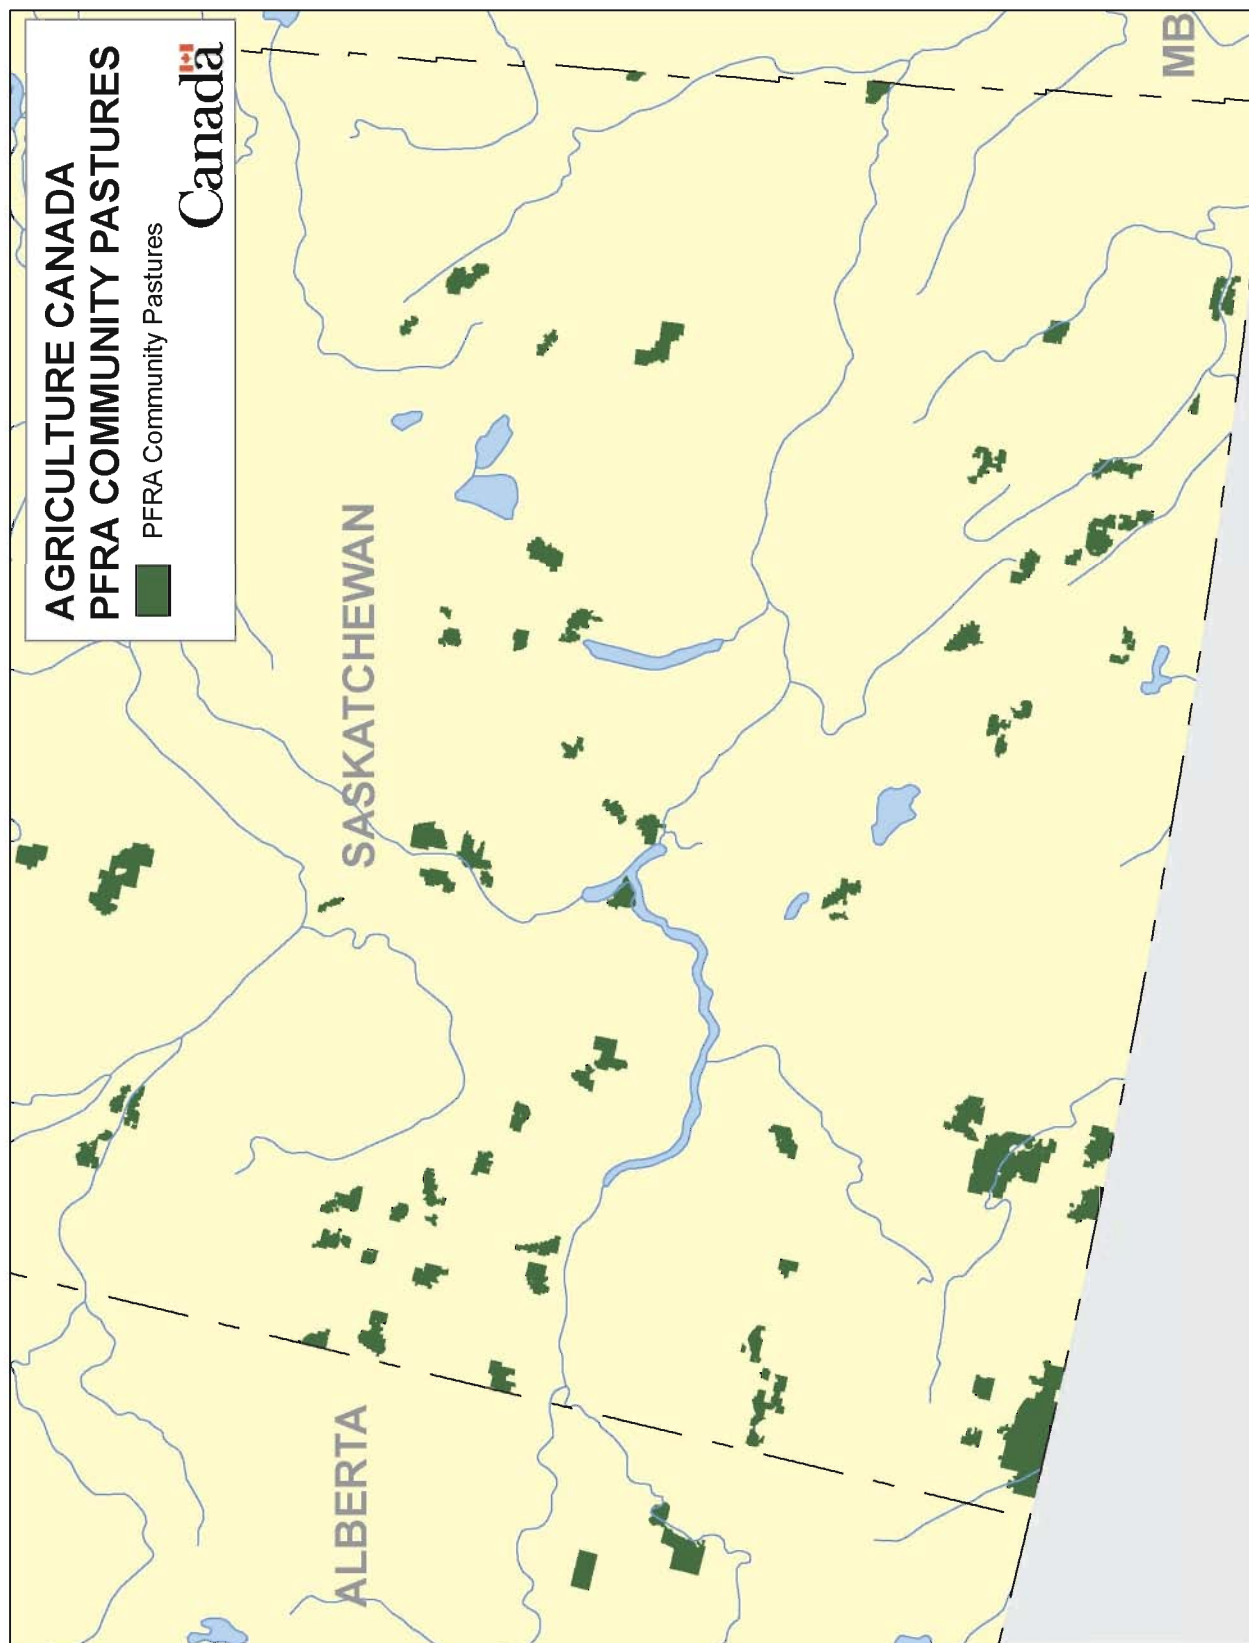 AGRICULTURE CANADA
PFRA COMMUNITY PASTURES
PFRA Community Pastures
Canada
SASKATCHEWAN
ALBERTA
MB